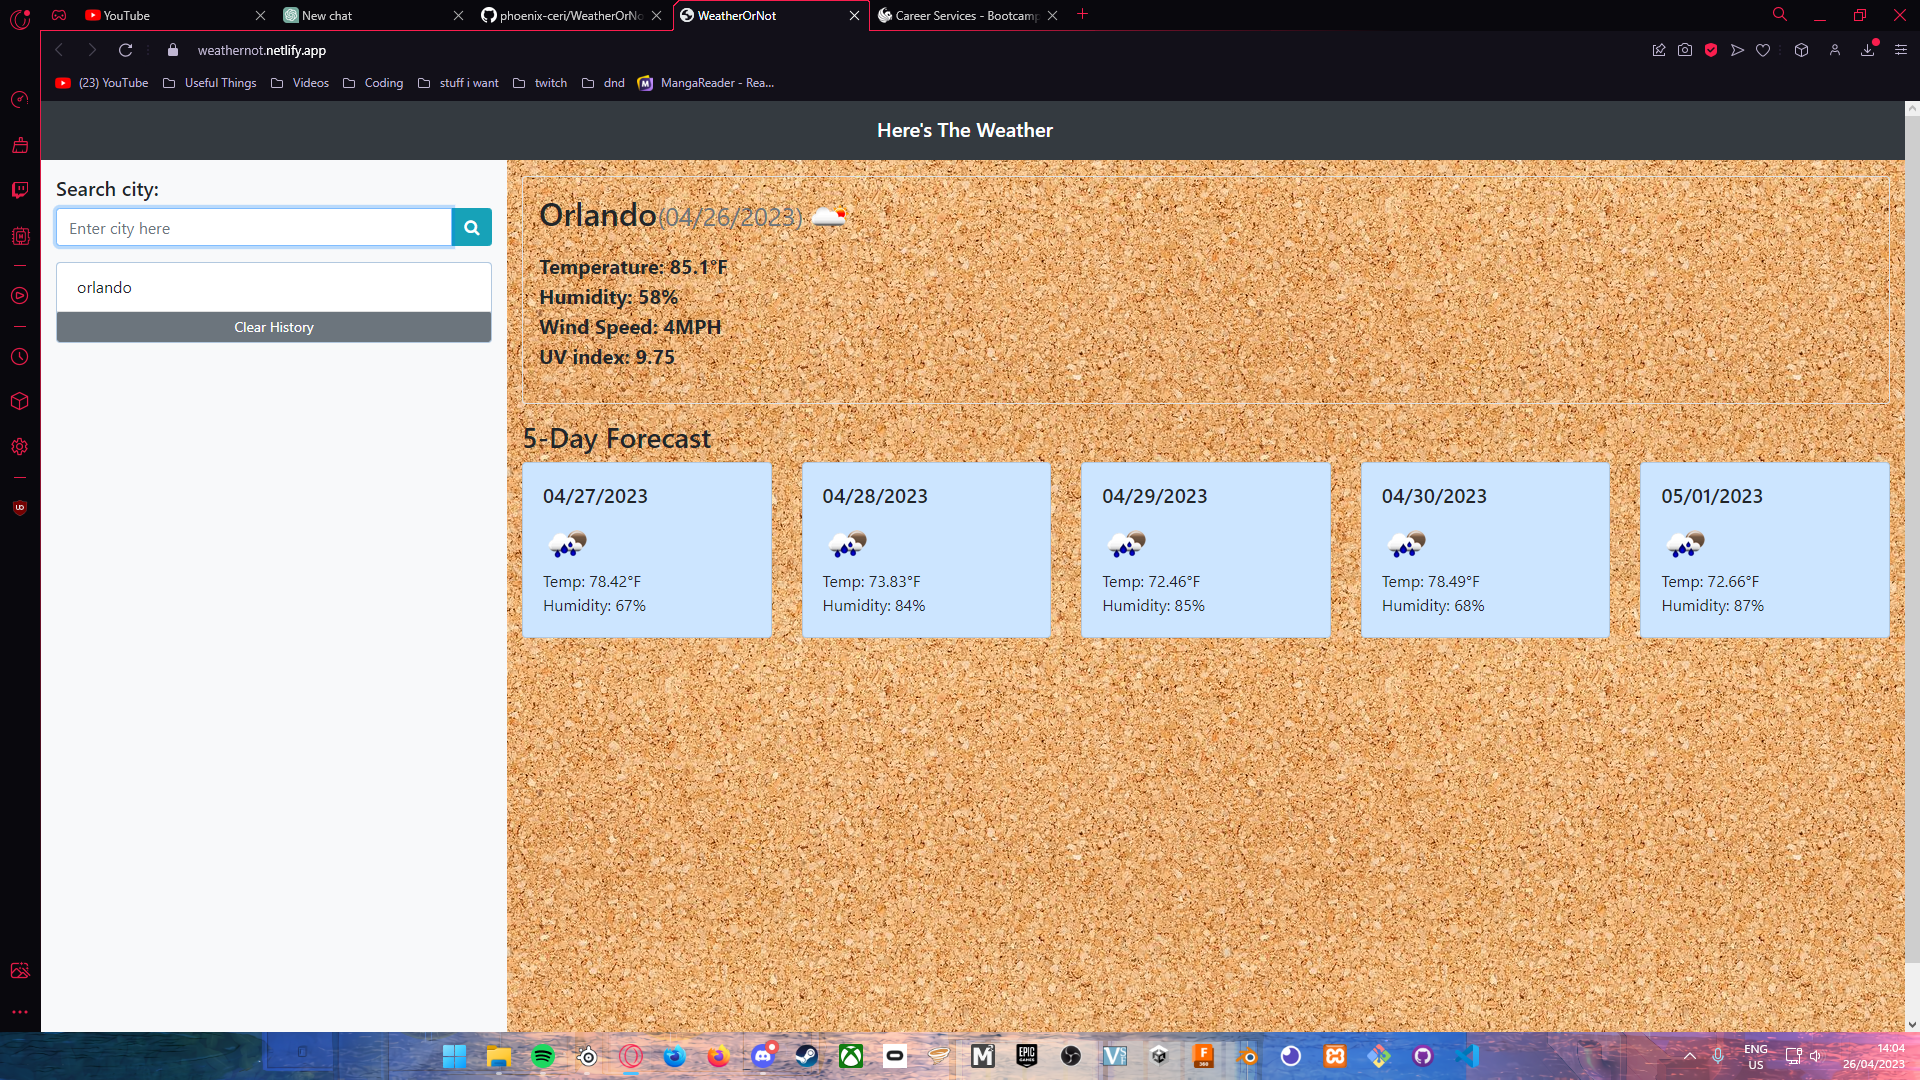 YouTube
New chat
phoenix-ceri/WeatherOrNo
WeatherOrNot
Career Services - Bootcamp
weathernot.netlify.app
(23) YouTube
Useful Things
Videos
Coding
stuff i want
twitch
dnd
MangaReader - Rea...
Here's The Weather
Search city:
Enter city here
orlando
Clear History
Orlando(04/26/2023)
Temperature: 85.1°F
Humidity: 58%
Wind Speed: 4MPH
UV index: 9.75
5-Day Forecast
04/27/2023
Temp: 78.42°F
Humidity: 67%
04/28/2023
Temp: 73.83°F
Humidity: 84%
04/29/2023
Temp: 72.46°F
Humidity: 85%
04/30/2023
Temp: 78.49°F
Humidity: 68%
05/01/2023
Temp: 72.66°F
Humidity: 87%
ENG
US
14:04
26/04/2023